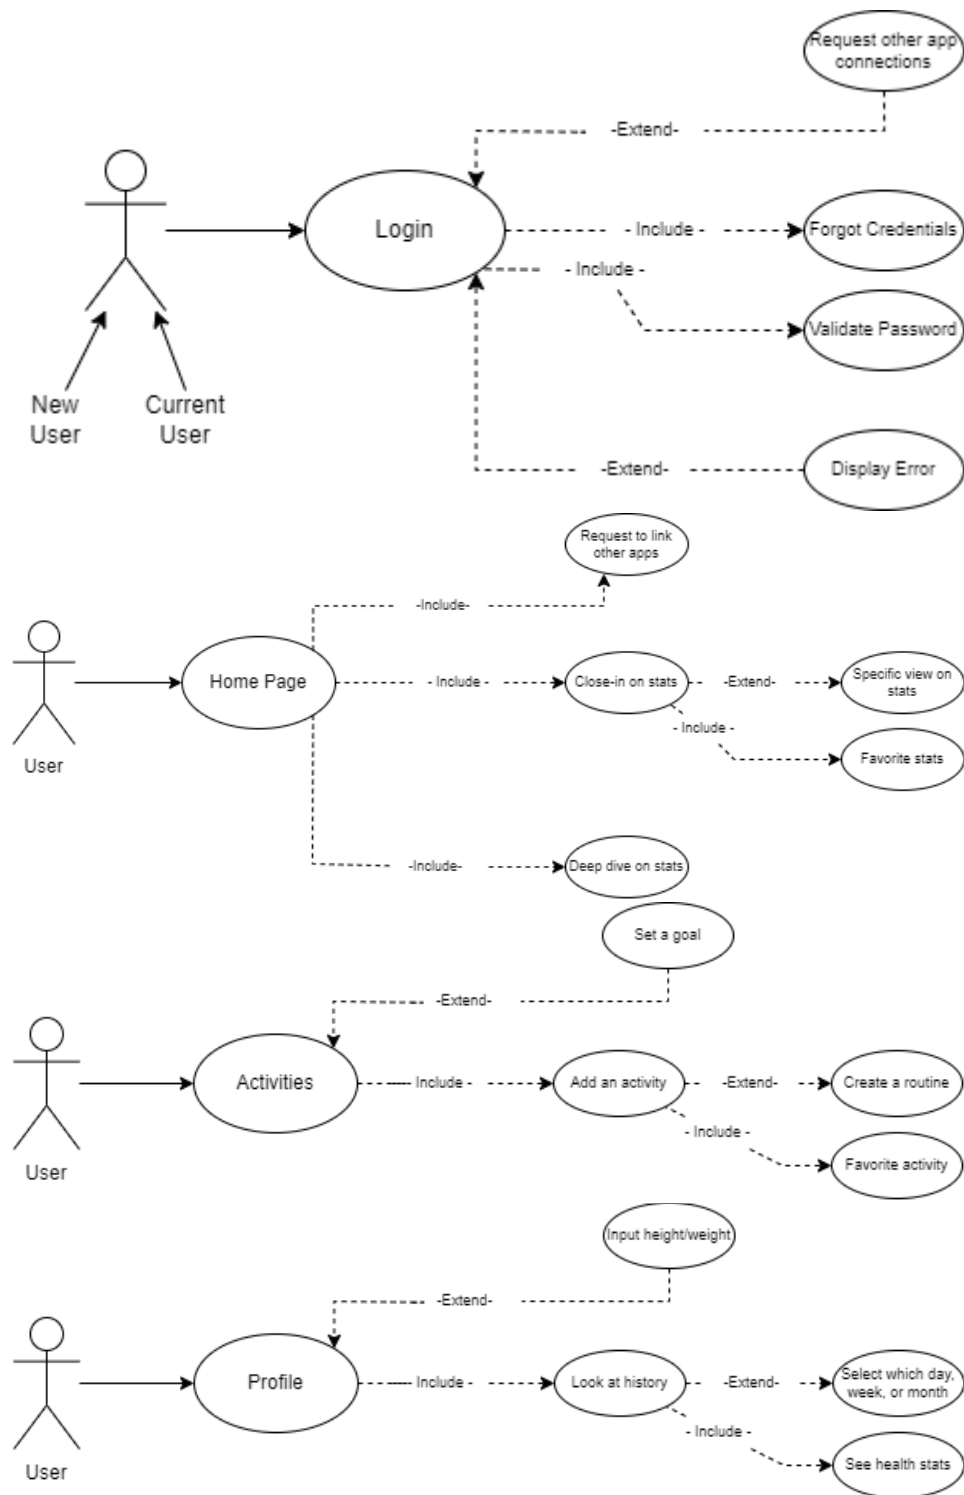 Request other app
connections
-Extend-
Login
- Include -
Forgot Credentials
- Include -
Validate Password
New
User
Current
User
-Extend-
Display Error
Request to link
other apps
-Include-
Home Page
- Include -
Close-in on stats
-Extend-
Specific view on
stats
- Include -
Favorite stats
User
-Include-
Deep dive on stats
Set a goal
-Extend-
Activities
- Include -
Add an activity
-Extend-
Create a routine
- Include -
Favorite activity
User
Input height/weight
-Extend-
Profile
- Include -
Look at history
-Extend-
Select which day,
week, or month
- Include -
See health stats
User